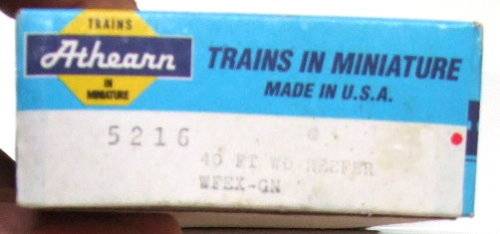 TRAINS
Athearn
IN
MINIATURE
TRAINS IN MINIATURE
MADE IN U.S.A.
5216
40 FT WD REEFER
WFEX-GN